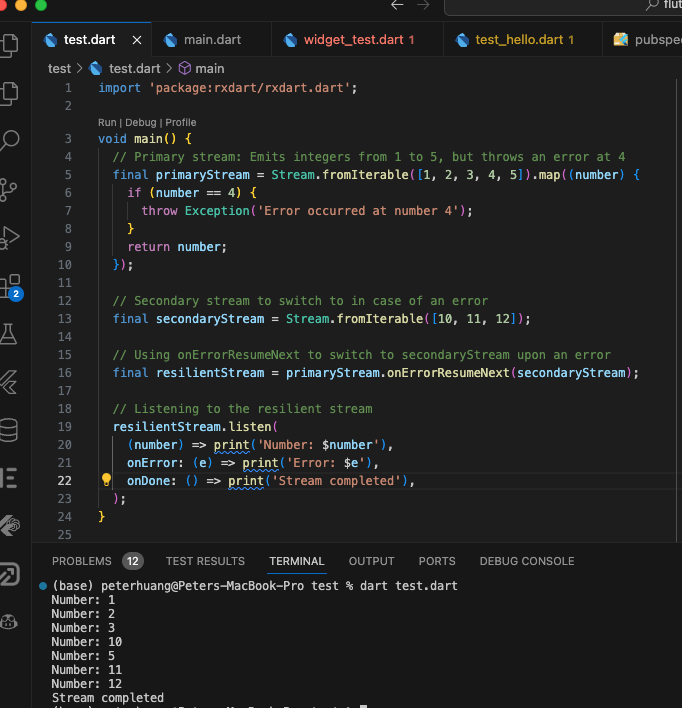 flut
test.dart
main.dart
widget_test.dart 1
test_hello.dart 1
pubspec
test > test.dart > main
1 import 'package:rxdart/rxdart.dart';
2
Run | Debug | Profile
3 void main() {
4 // Primary stream: Emits integers from 1 to 5, but throws an error at 4
5 final primaryStream = Stream.fromIterable([1, 2, 3, 4, 5]).map((number) {
6 if (number == 4) {
7 throw Exception('Error occurred at number 4');
8 }
9 return number;
10 });
11
12 // Secondary stream to switch to in case of an error
13 final secondaryStream = Stream.fromIterable([10, 11, 12]);
14
15 // Using onErrorResumeNext to switch to secondaryStream upon an error
16 final resilientStream = primaryStream.onErrorResumeNext(secondaryStream);
17
18 // Listening to the resilient stream
19 resilientStream.listen(
20 (number) => print('Number: $number'),
21 onError: (e) => print('Error: $e'),
22 onDone: () => print('Stream completed'),
23 );
24 }
25
2
PROBLEMS 12 TEST RESULTS TERMINAL OUTPUT PORTS DEBUG CONSOLE
(base) peterhuang@Peters-MacBook-Pro test % dart test.dart
Number: 1
Number: 2
Number: 3
Number: 10
Number: 5
Number: 11
Number: 12
Stream completed